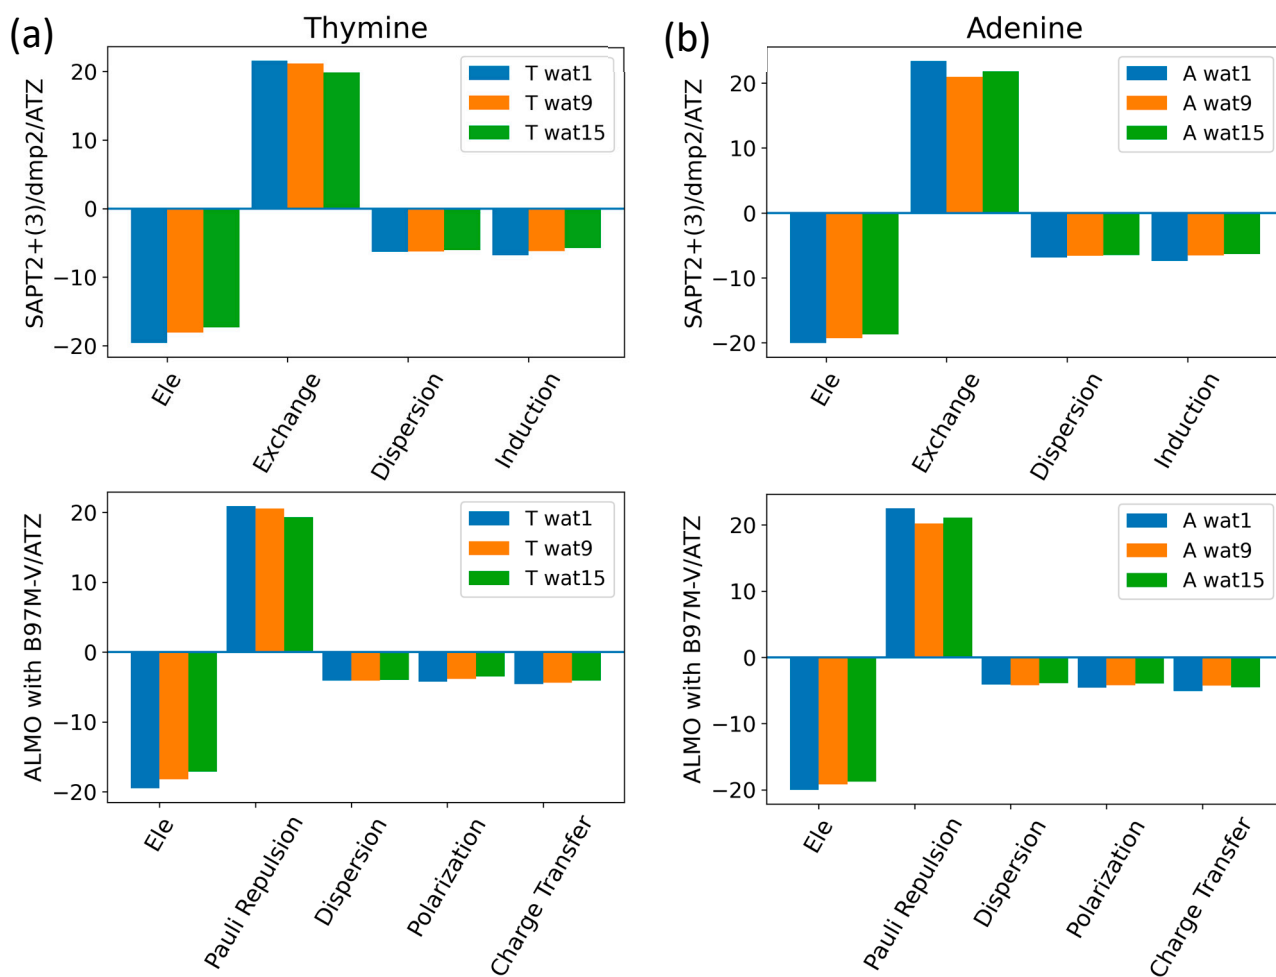 (a)
Thymine
SAPT2+(3)/dmp2/ATZ
20
10
0
−10
−20
T wat1
T wat9
T wat15
Ele
Exchange
Dispersion
Induction
(b)
Adenine
SAPT2+(3)/dmp2/ATZ
20
10
0
−10
−20
A wat1
A wat9
A wat15
Ele
Exchange
Dispersion
Induction
ALMO with B97M-V/ATZ
20
10
0
−10
−20
T wat1
T wat9
T wat15
Ele
Pauli Repulsion
Dispersion
Polarization
Charge Transfer
ALMO with B97M-V/ATZ
20
10
0
−10
−20
A wat1
A wat9
A wat15
Ele
Pauli Repulsion
Dispersion
Polarization
Charge Transfer